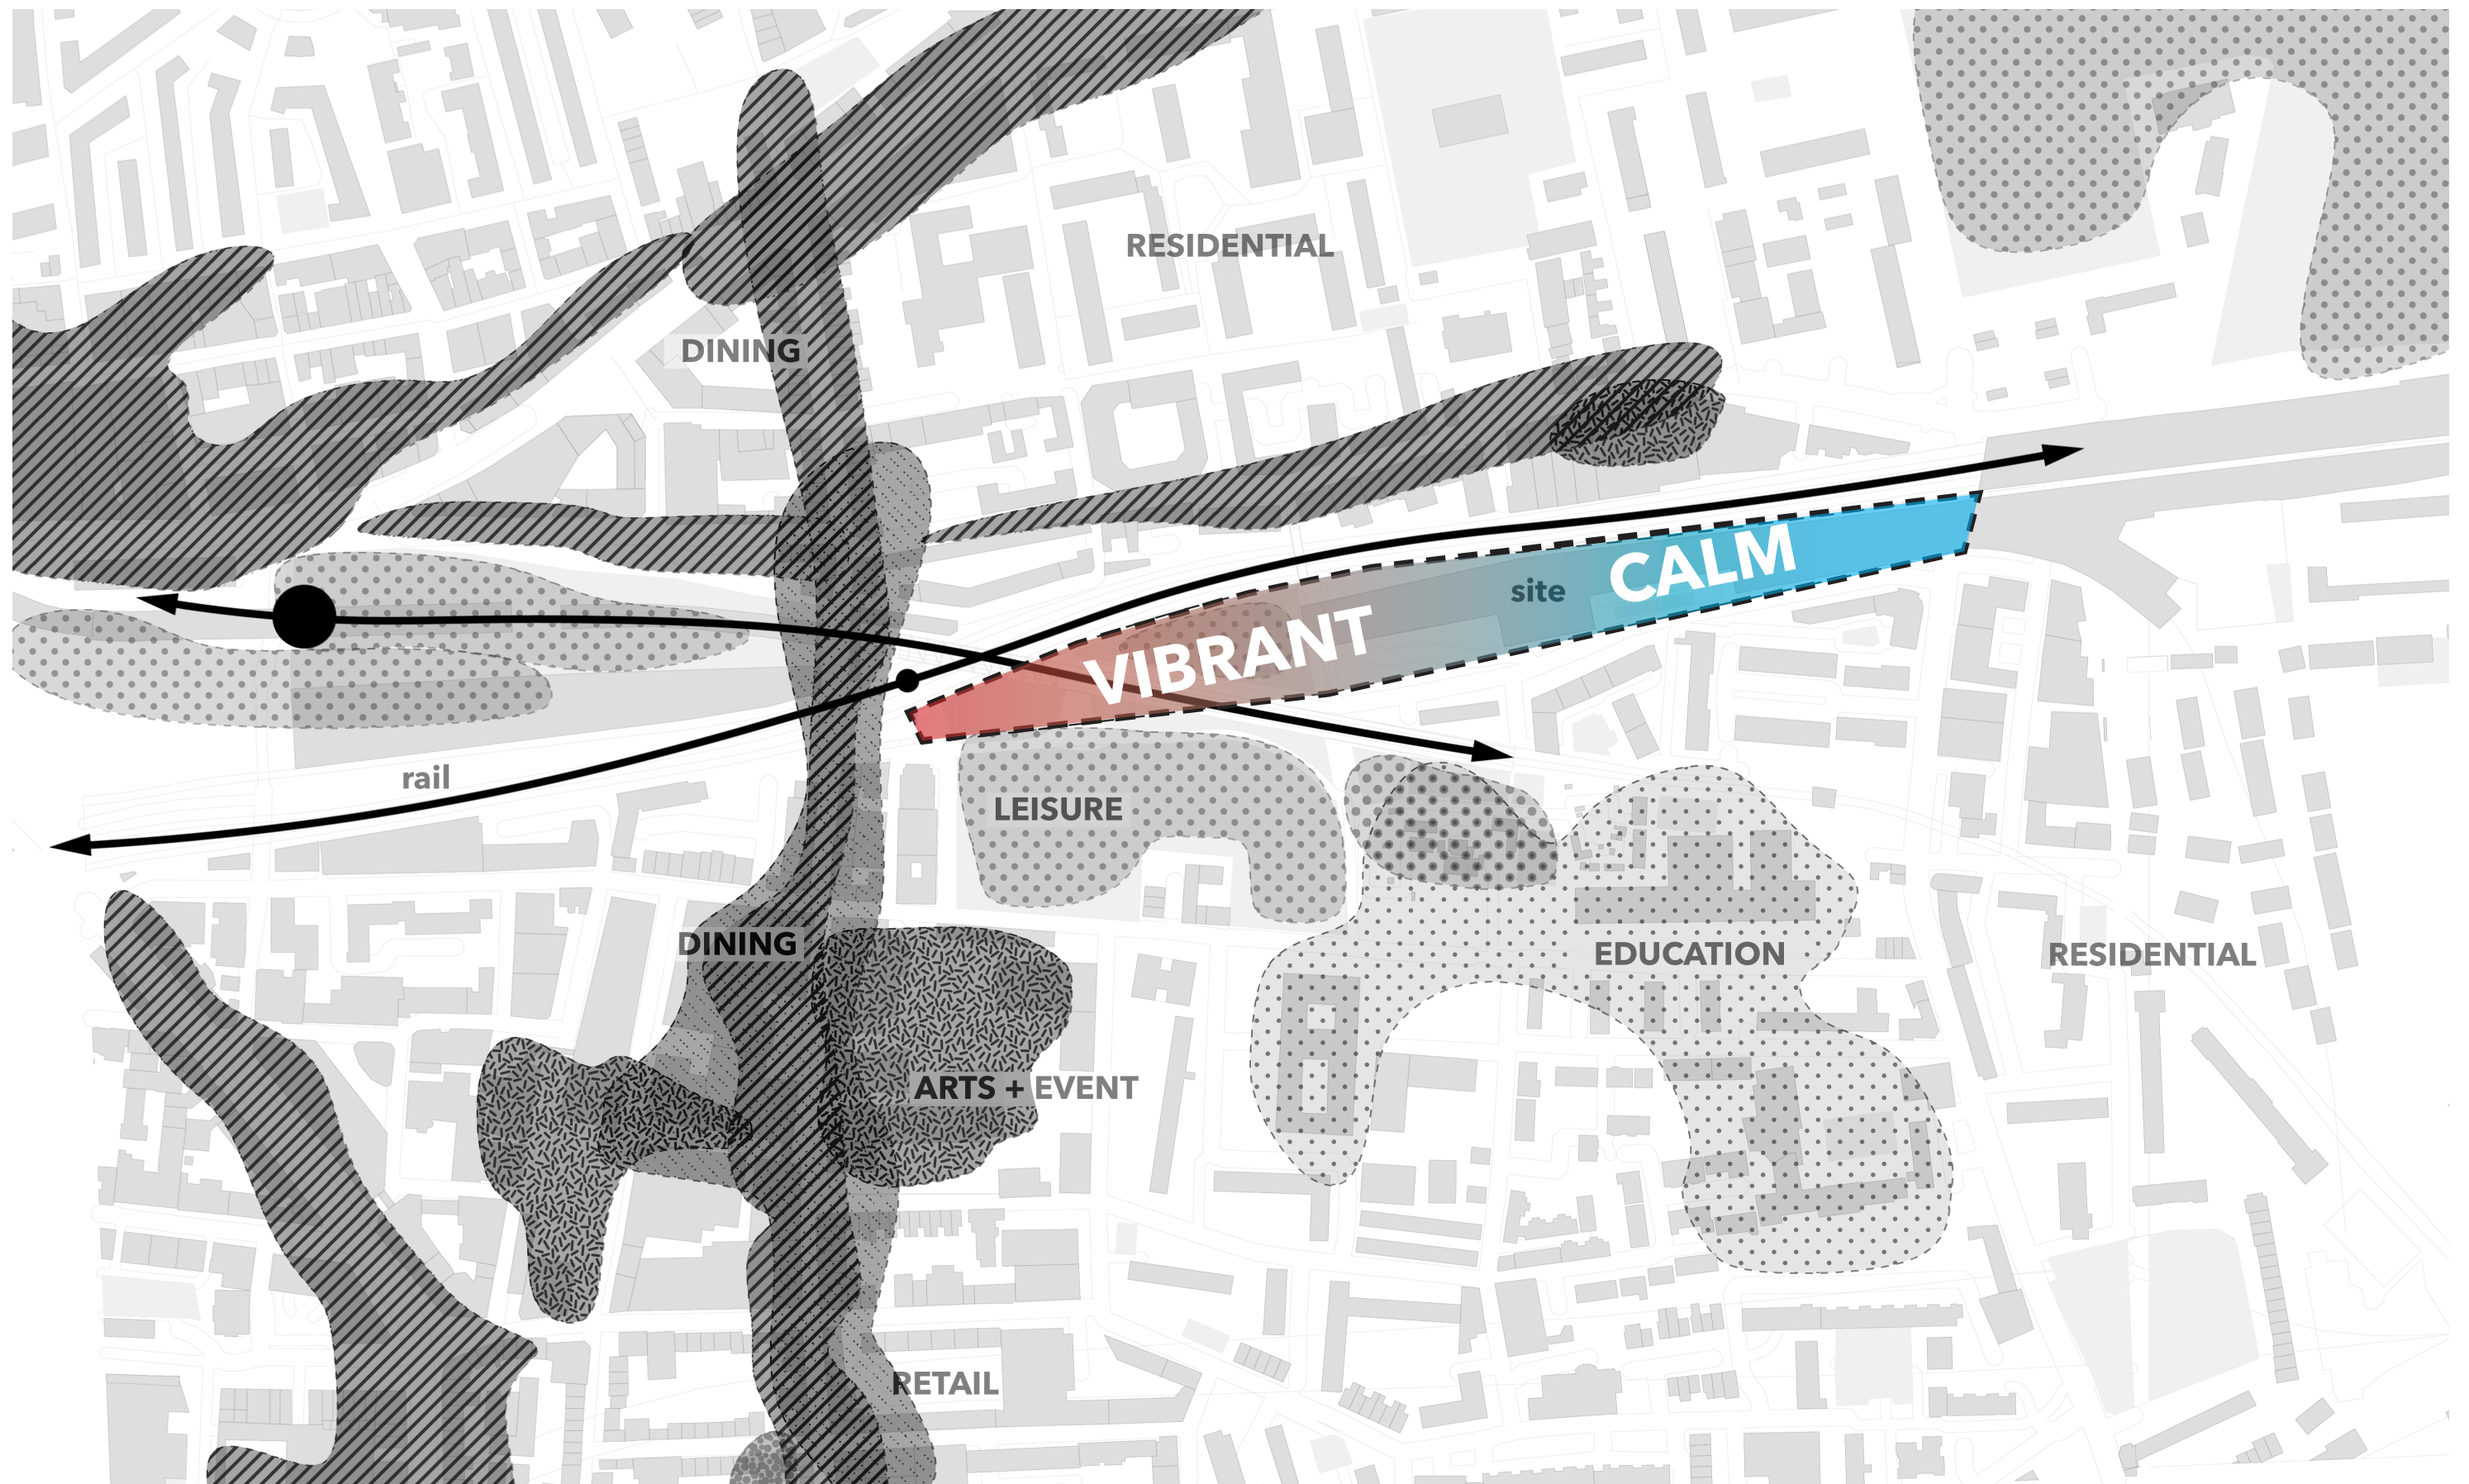 RESIDENTIAL
DINING
CALM
site
VIBRANT
rail
LEISURE
DINING
EDUCATION
RESIDENTIAL
ARTS + EVENT
RETAIL